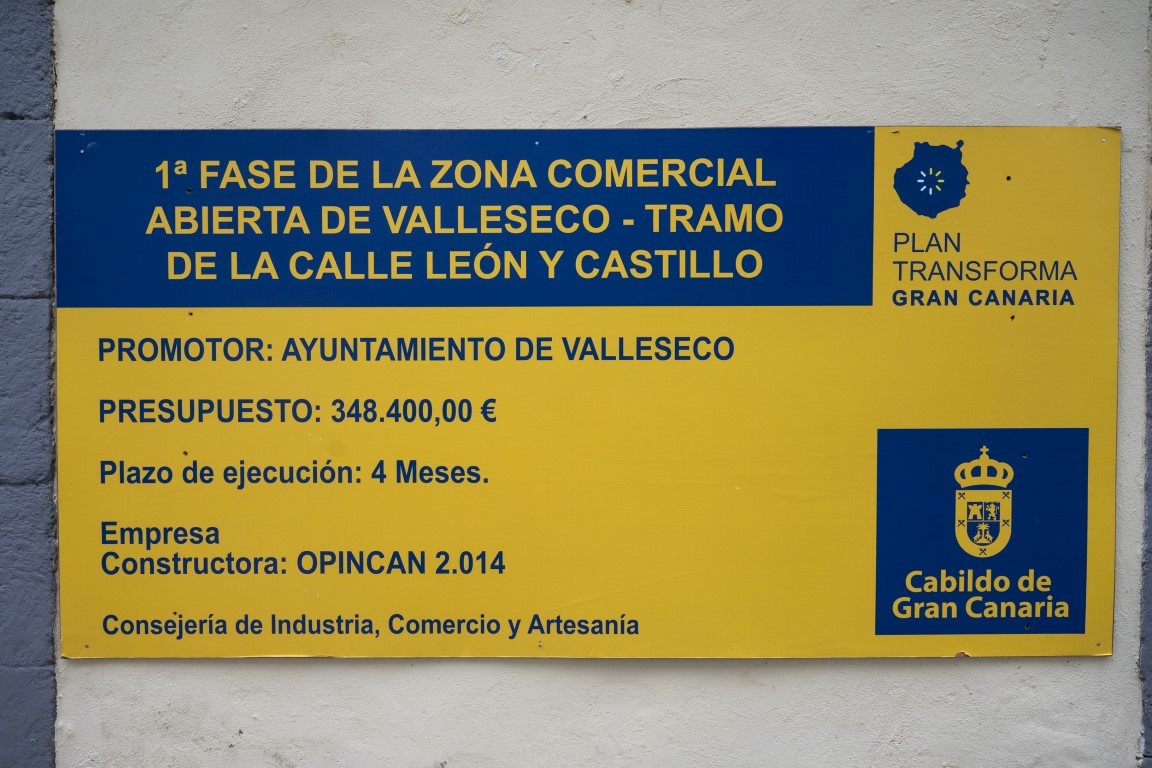 1ª FASE DE LA ZONA COMERCIAL
ABIERTA DE VALLESECO - TRAMO
DE LA CALLE LEÓN Y CASTILLO
PLAN
TRANSFORMA
GRAN CANARIA
PROMOTOR: AYUNTAMIENTO DE VALLESECO
PRESUPUESTO: 348.400,00 €
Plazo de ejecución: 4 Meses.
Empresa
Constructora: OPINCAN 2.014
Consejería de Industria, Comercio y Artesanía
Cabildo de
Gran Canaria